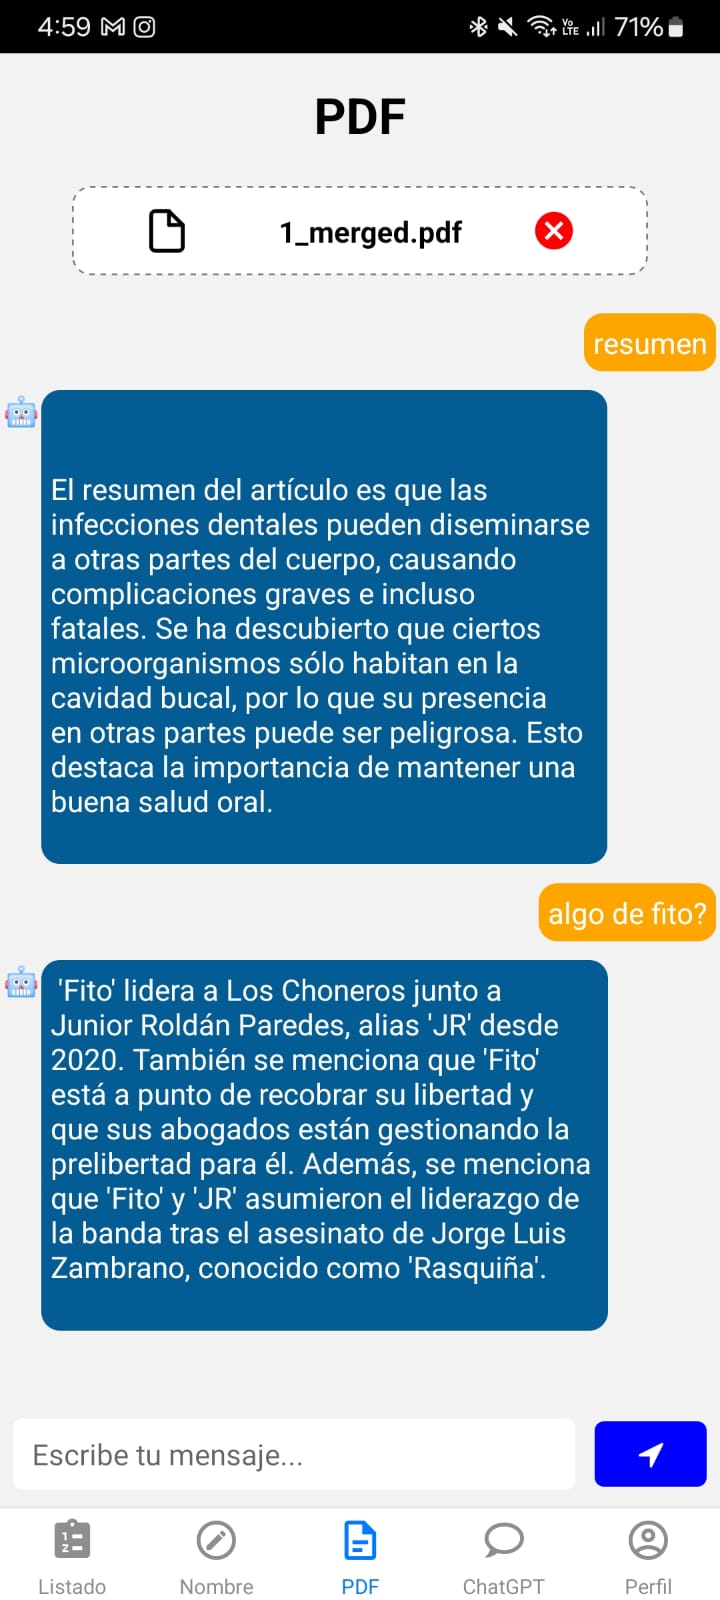 4:59
Vo LTE 71%
PDF
1_merged.pdf
resumen
El resumen del artículo es que las
infecciones dentales pueden diseminarse
a otras partes del cuerpo, causando
complicaciones graves e incluso
fatales. Se ha descubierto que ciertos
microorganismos sólo habitan en la
cavidad bucal, por lo que su presencia
en otras partes puede ser peligrosa. Esto
destaca la importancia de mantener una
buena salud oral.
algo de fito?
'Fito' lidera a Los Choneros junto a
Junior Roldán Paredes, alias 'JR' desde
2020. También se menciona que 'Fito'
está a punto de recobrar su libertad y
que sus abogados están gestionando la
prelibertad para él. Además, se menciona
que 'Fito' y 'JR' asumieron el liderazgo de
la banda tras el asesinato de Jorge Luis
Zambrano, conocido como 'Rasquiña'.
Escribe tu mensaje...
Listado
Nombre
PDF
ChatGPT
Perfil